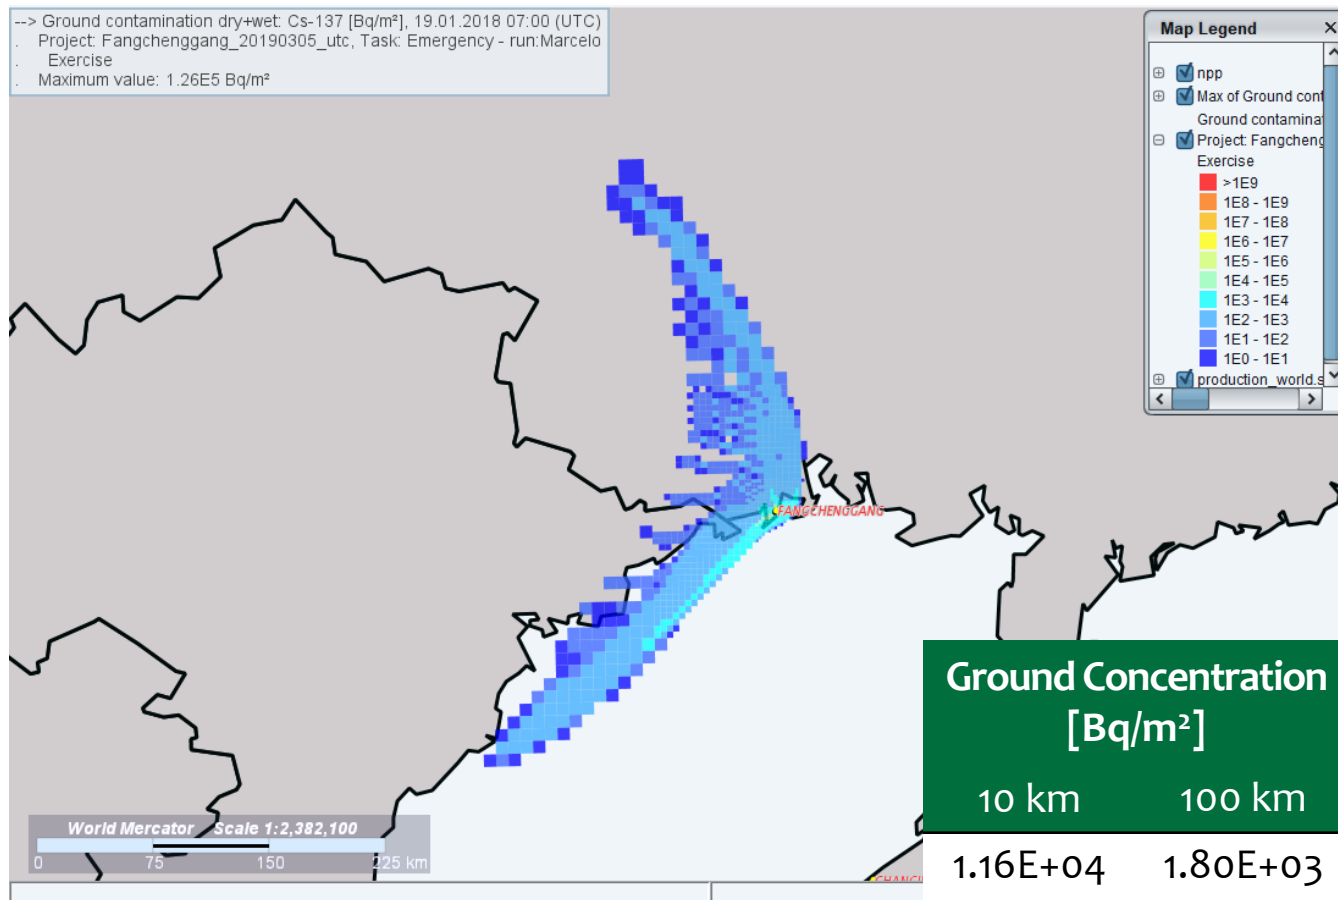 --> Ground contamination dry+wet: Cs-137 [Bq/m²], 19.01.2018 07:00 (UTC)
. Project: Fangchenggang_20190305_utc, Task: Emergency - run:Marcelo
. Exercise
. Maximum value: 1.26E5 Bq/m²
Map Legend
npp
Max of Ground cont
Ground contaminat
Project: Fangcheng
Exercise
>1E9
1E8 - 1E9
1E7 - 1E8
1E6 - 1E7
1E5 - 1E6
1E4 - 1E5
1E3 - 1E4
1E2 - 1E3
1E1 - 1E2
1E0 - 1E1
production_world.s
FANGCHENGGANG
World Mercator Scale 1:2,382,100
0 75 150 225 km
Ground Concentration
[Bq/m²]
10 km 100 km
1.16E+04 1.80E+03